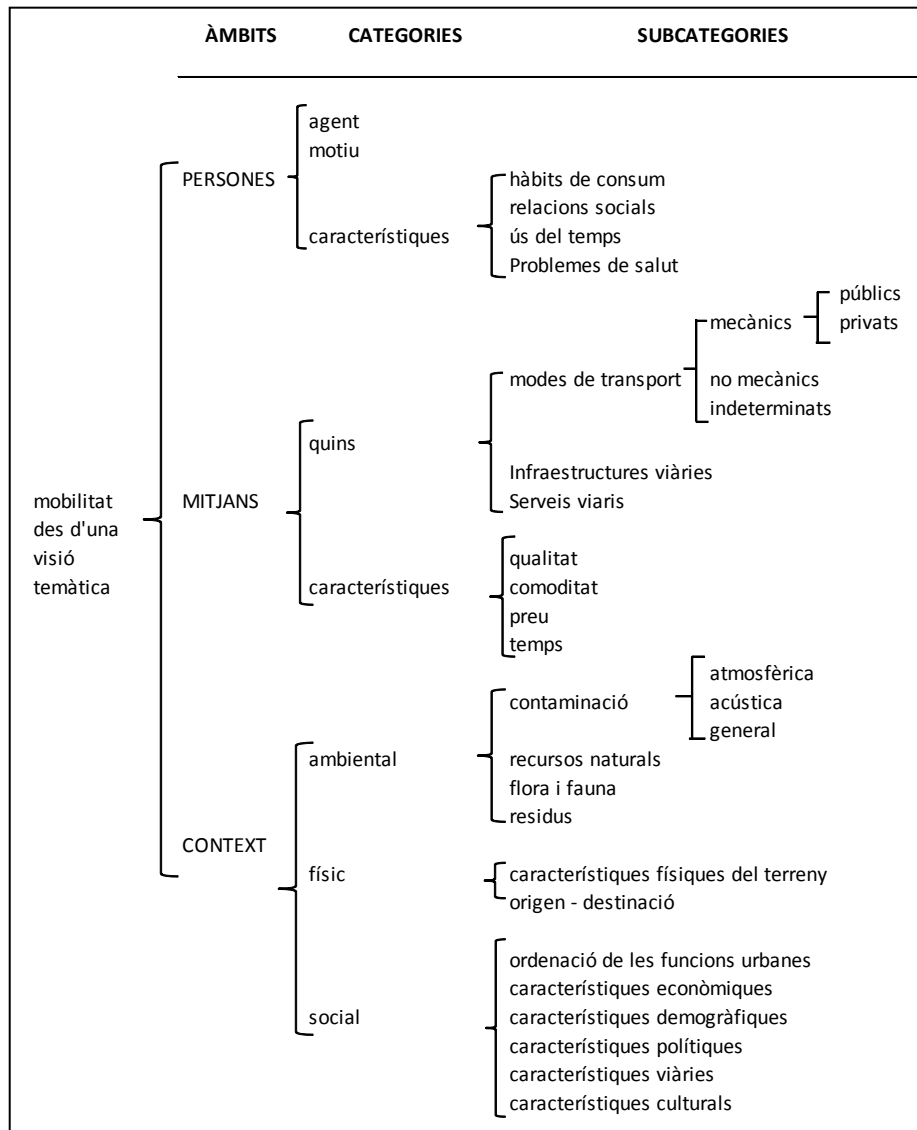 ÀMBITS CATEGORIES SUBCATEGORIES
agent
motiu
PERSONES
característiques
hàbits de consum
relacions socials
ús del temps
Problemes de salut
públics
mecànics
privats
modes de transport
no mecànics
indeterminats
quins
Infraestructures viàries
Serveis viaris
mobilitat
des d'una
visió
temàtica
MITJANS
característiques
qualitat
comoditat
preu
temps
atmosfèrica
contaminació
acústica
general
ambiental
recursos naturals
flora i fauna
residus
CONTEXT
físic
característiques físiques del terreny
origen - destinació
ordenació de les funcions urbanes
característiques econòmiques
social
característiques demogràfiques
característiques polítiques
característiques viàries
característiques culturals